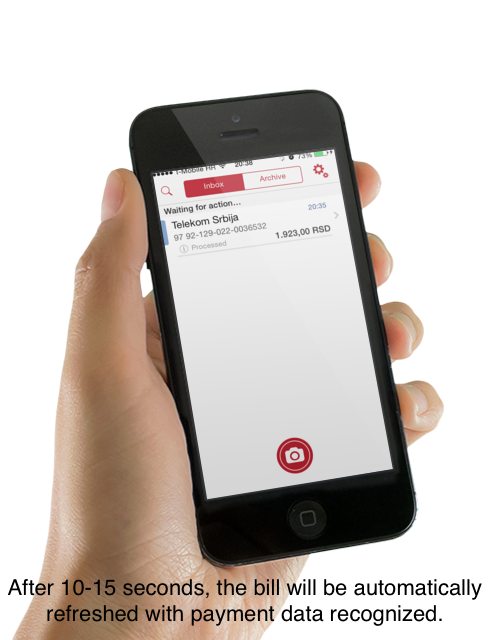 T-Mobile HR 20:36 73%
Inbox Archive
Waiting for action...
Telekom Srbija 20:35
97 92-129-022-0036532
1.923,00 RSD
Processed
After 10-15 seconds, the bill will be automatically
refreshed with payment data recognized.